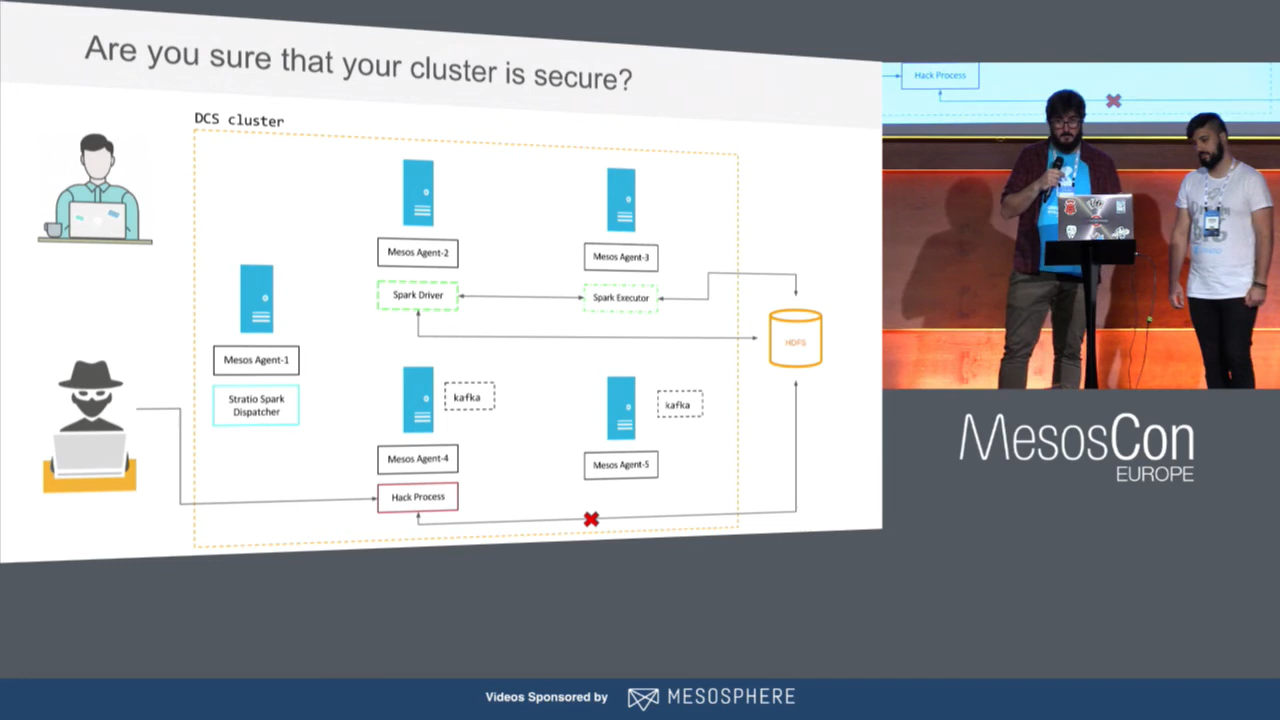 Are you sure that your cluster is secure?
DCS cluster
Mesos Agent-2
Mesos Agent-3
Spark Driver
Spark Executor
HDFS
Mesos Agent-1
Stratio Spark
Dispatcher
kafka
kafka
Mesos Agent-4
Mesos Agent-5
Hack Process
Hack Process
MesosCon
EUROPE
Videos Sponsored by
MESOSPHERE